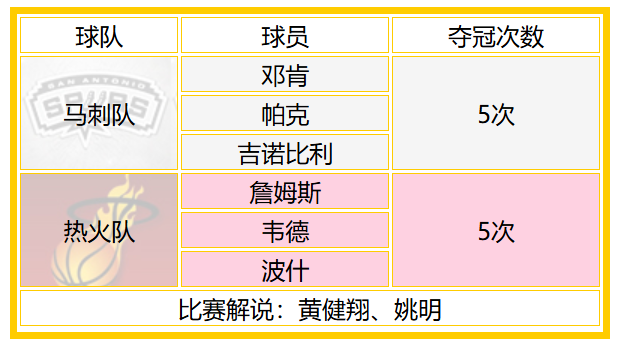 球队 球员 夺冠次数
SAN ANTONIO
SPURS
马刺队
邓肯
帕克
吉诺比利
5次
热火队
詹姆斯
韦德
波什
5次
比赛解说：黄健翔、姚明